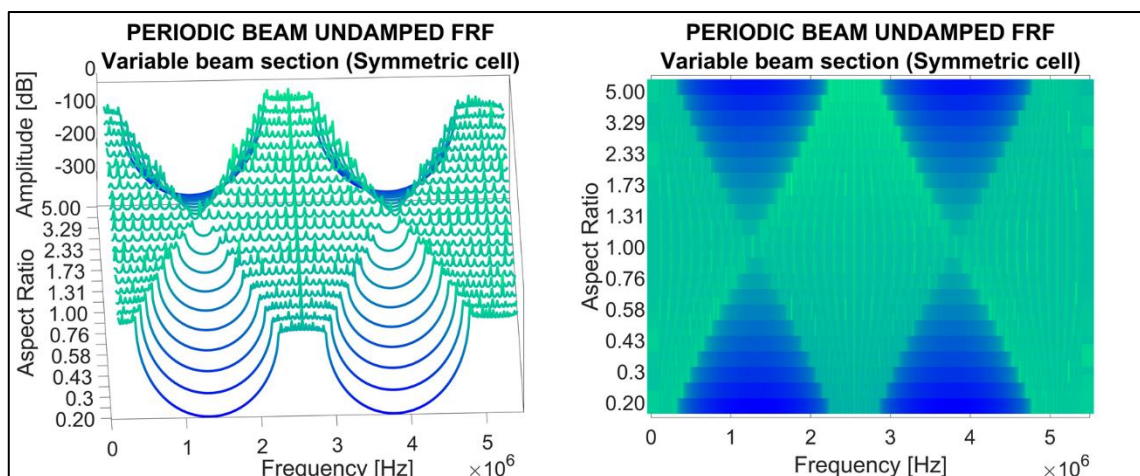 PERIODIC BEAM UNDAMPED FRF
Variable beam section (Symmetric cell)
0
-100
-200
-300
Amplitude [dB]
5.00
3.29
2.33
1.73
1.31
1.00
0.76
0.58
0.43
0.3
0.20
Aspect Ratio
0 1 2 3 4 5
Frequency [Hz] ×10⁶
PERIODIC BEAM UNDAMPED FRF
Variable beam section (Symmetric cell)
5.00
3.29
2.33
1.73
1.31
1.00
0.76
0.58
0.43
0.3
0.20
Aspect Ratio
0 1 2 3 4 5
Frequency [Hz] ×10⁶